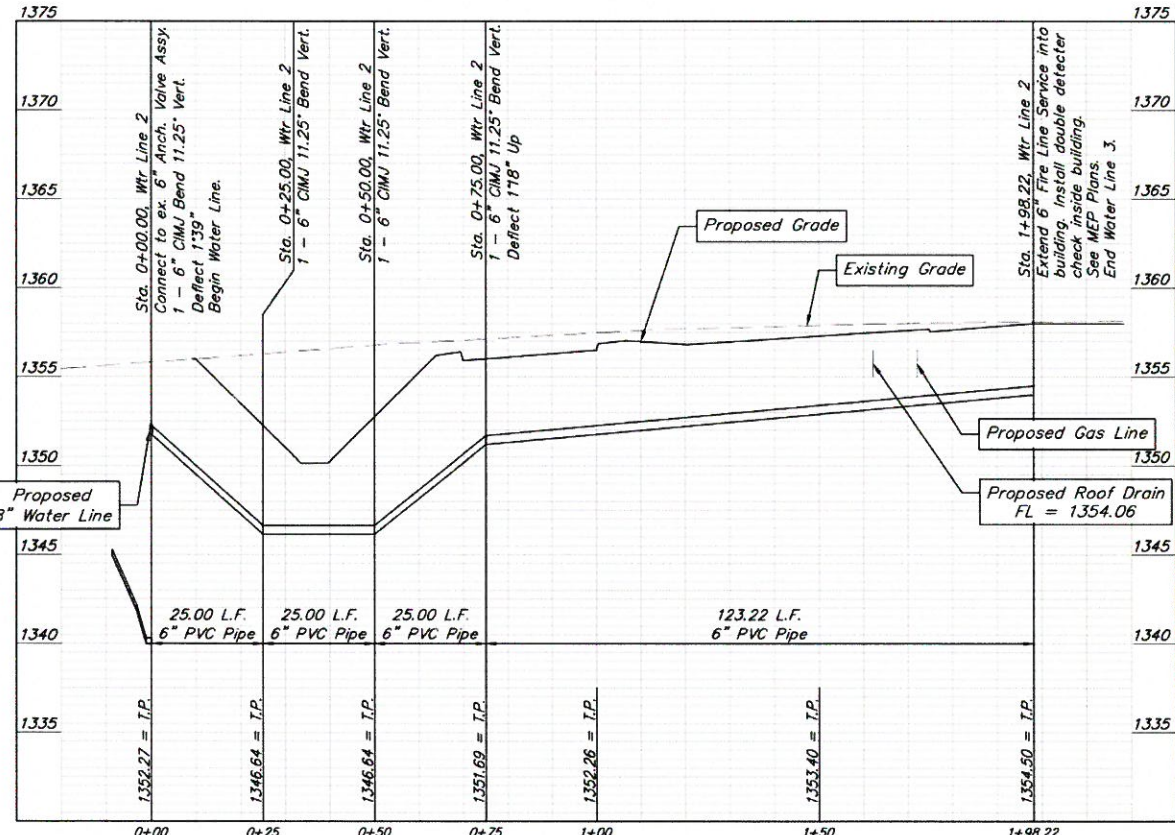 1375
1375
1370
1370
1365
1365
1360
1360
1355
1355
1350
1350
1345
1345
1340
1340
1335
1335
Sta. 0+00.00, Wtr Line 2
Connect to ex. 6" Anch. Valve Assy.
1 - 6" CIMJ Bend 11.25° Vert.
Deflect 1°39"
Begin Water Line.
Sta. 0+25.00, Wtr Line 2
1 - 6" CIMJ 11.25° Bend Vert.
Sta. 0+50.00, Wtr Line 2
1 - 6" CIMJ 11.25° Bend Vert.
Sta. 0+75.00, Wtr Line 2
1 - 6" CIMJ 11.25° Bend Vert.
Deflect 1°18" Up
Sta. 1+98.22, Wtr Line 2
Extend 6" Fire Line Service into
building. Install double detecter
check inside building.
See MEP Plans.
End Water Line 3.
Proposed Grade
Existing Grade
Proposed Gas Line
Proposed Roof Drain
FL = 1354.06
Proposed
8" Water Line
25.00 L.F.
6" PVC Pipe
25.00 L.F.
6" PVC Pipe
25.00 L.F.
6" PVC Pipe
123.22 L.F.
6" PVC Pipe
1352.27 = T.P.
1346.64 = T.P.
1346.64 = T.P.
1351.69 = T.P.
1352.26 = T.P.
1353.40 = T.P.
1354.50 = T.P.
0+00
0+25
0+50
0+75
1+00
1+50
1+98.22